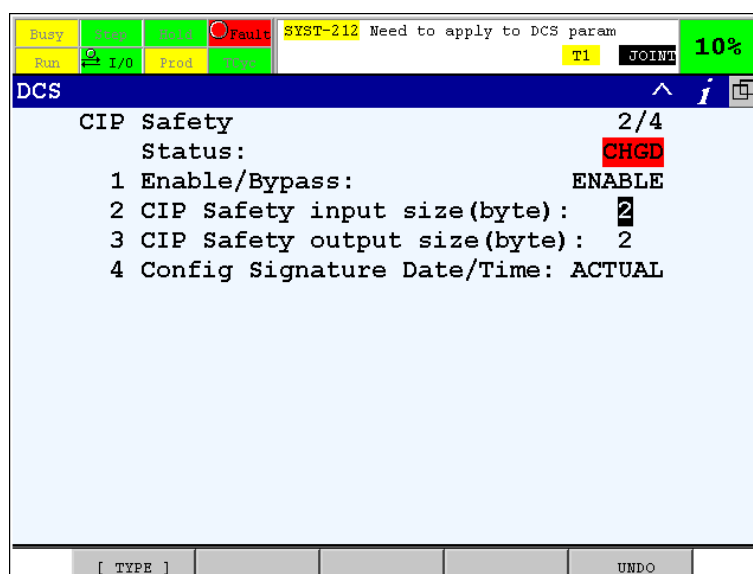 Busy Step Hold Fault SYST-212 Need to apply to DCS param
Run I/O Prod TCyc T1 JOINT 10%
DCS
CIP Safety 2/4
Status: CHGD
1 Enable/Bypass: ENABLE
2 CIP Safety input size(byte): 2
3 CIP Safety output size(byte): 2
4 Config Signature Date/Time: ACTUAL
[ TYPE ] UNDO